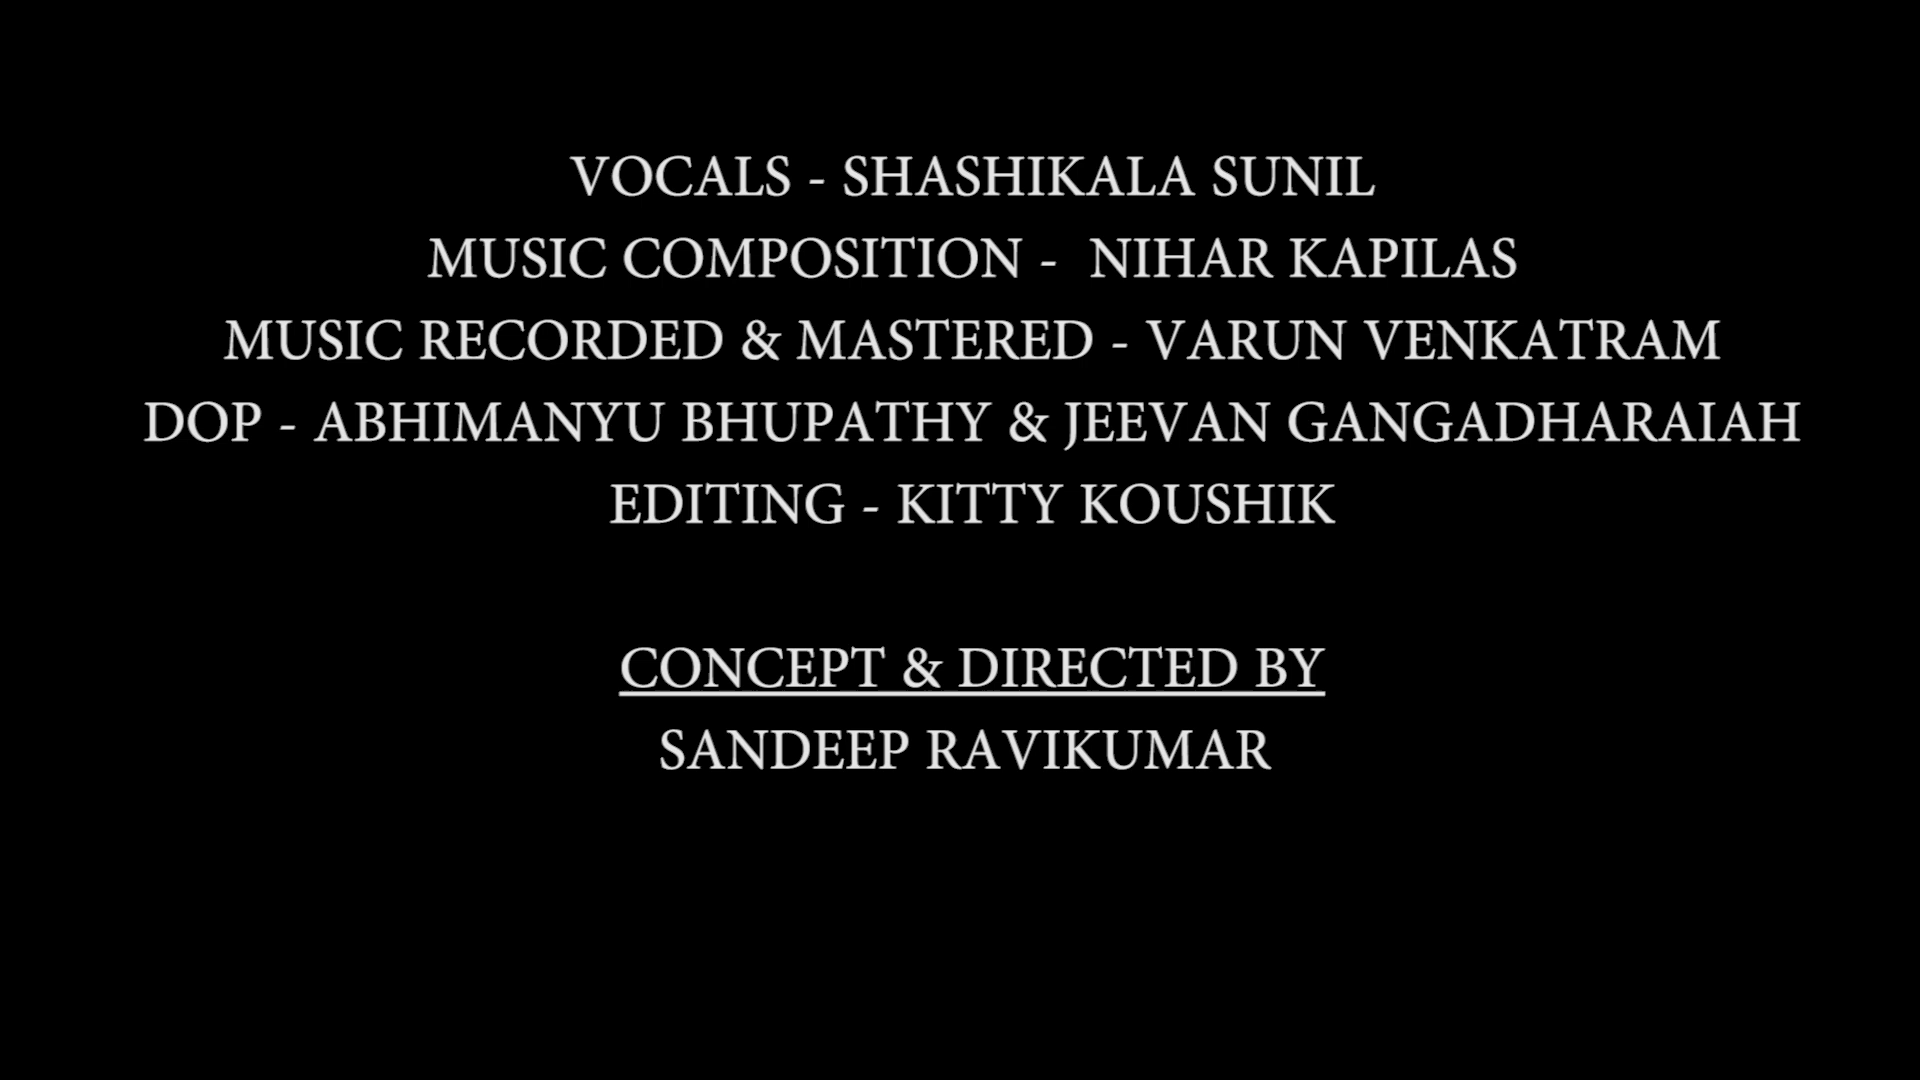 VOCALS - SHASHIKALA SUNIL
MUSIC COMPOSITION -  NIHAR KAPILAS
MUSIC RECORDED & MASTERED - VARUN VENKATRAM
DOP - ABHIMANYU BHUPATHY & JEEVAN GANGADHARAIAH
EDITING - KITTY KOUSHIK
CONCEPT & DIRECTED BY
SANDEEP RAVIKUMAR